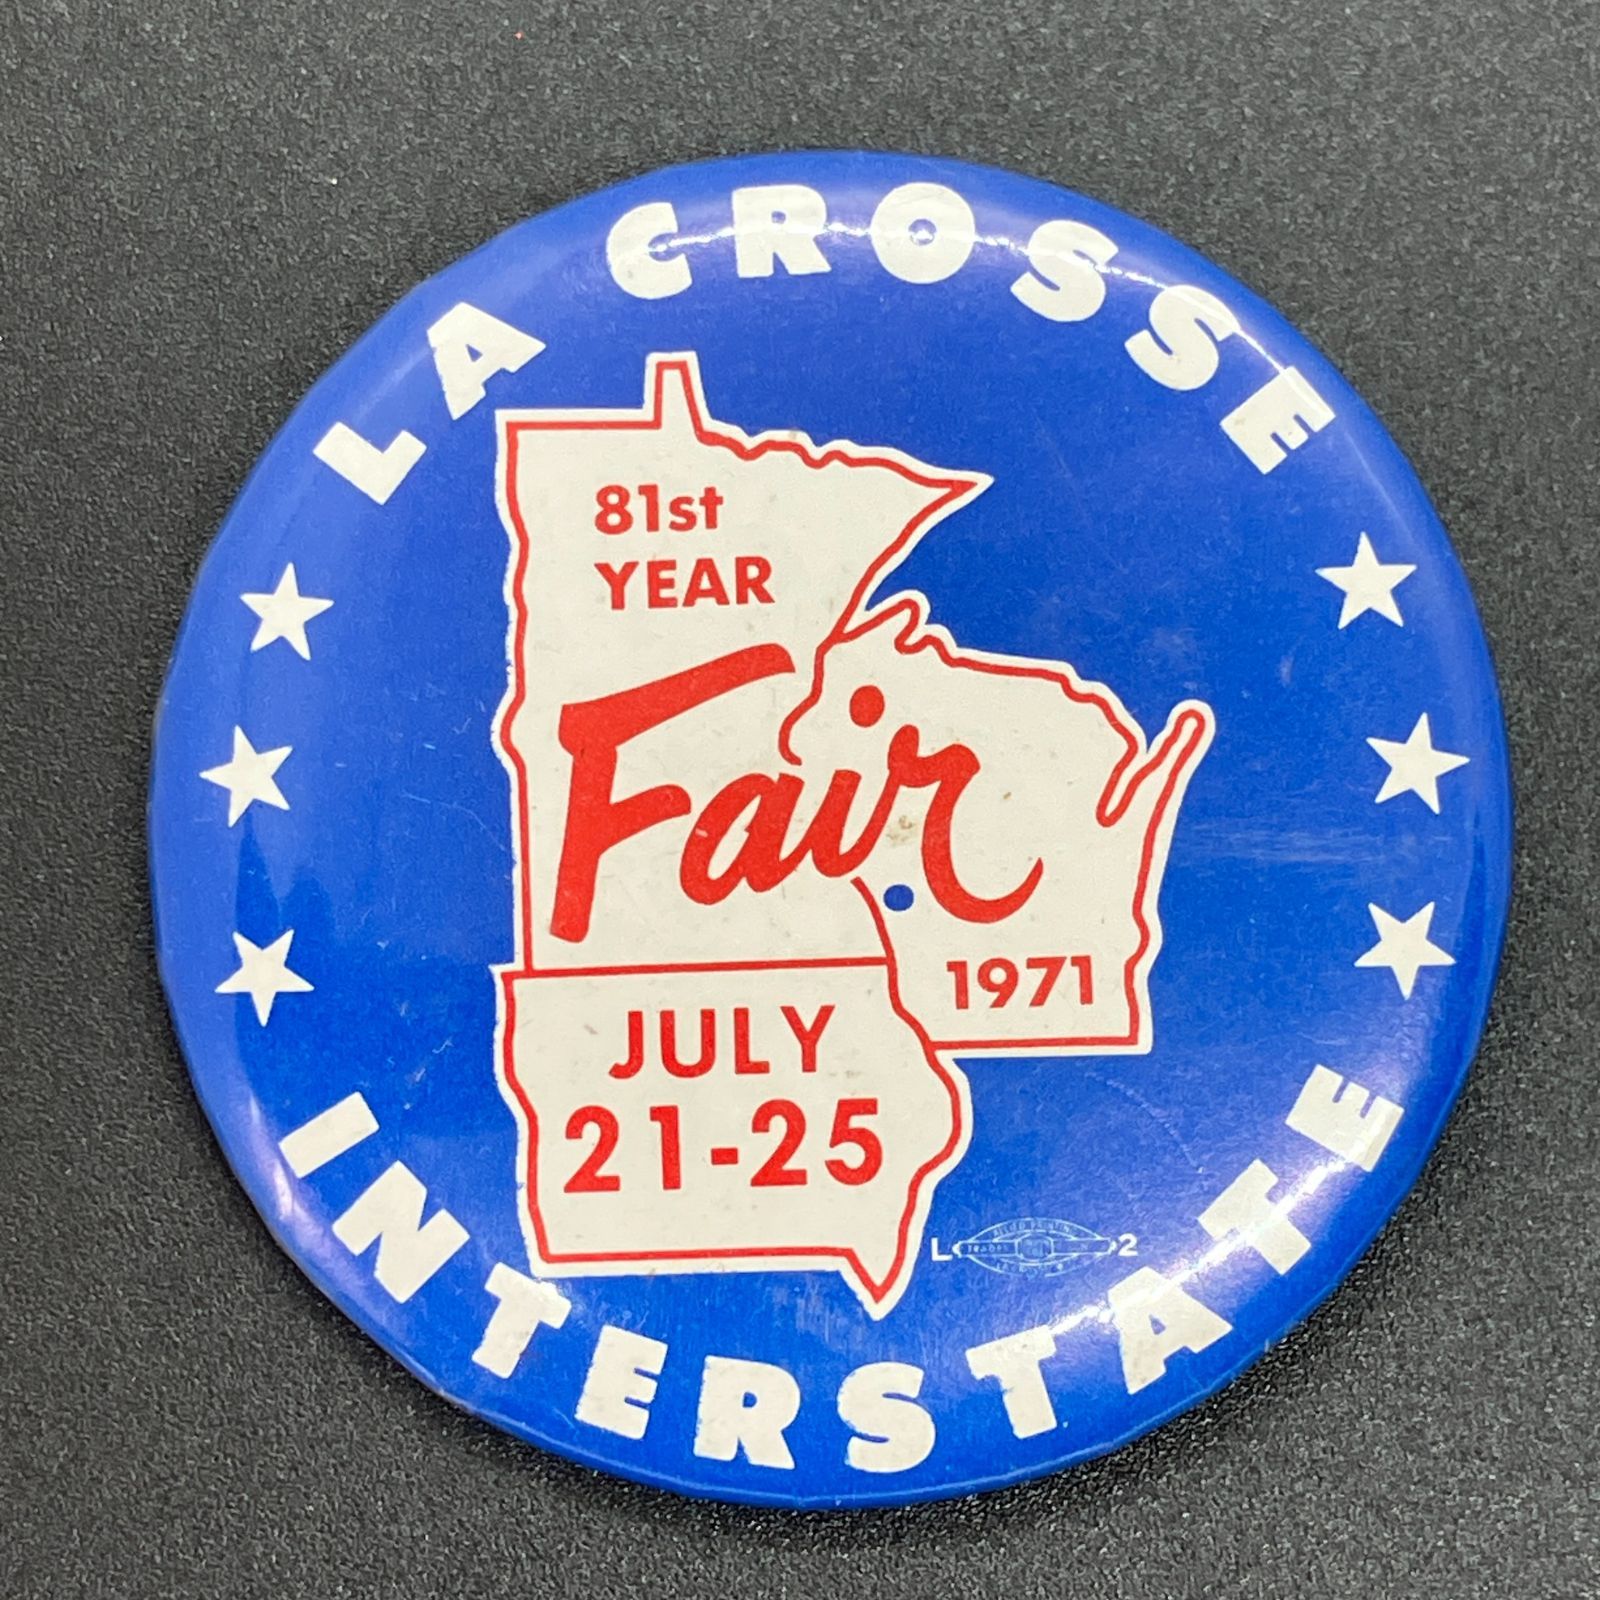 LA CROSSE
81st
YEAR
Fair
1971
JULY
21-25
INTERSTATE